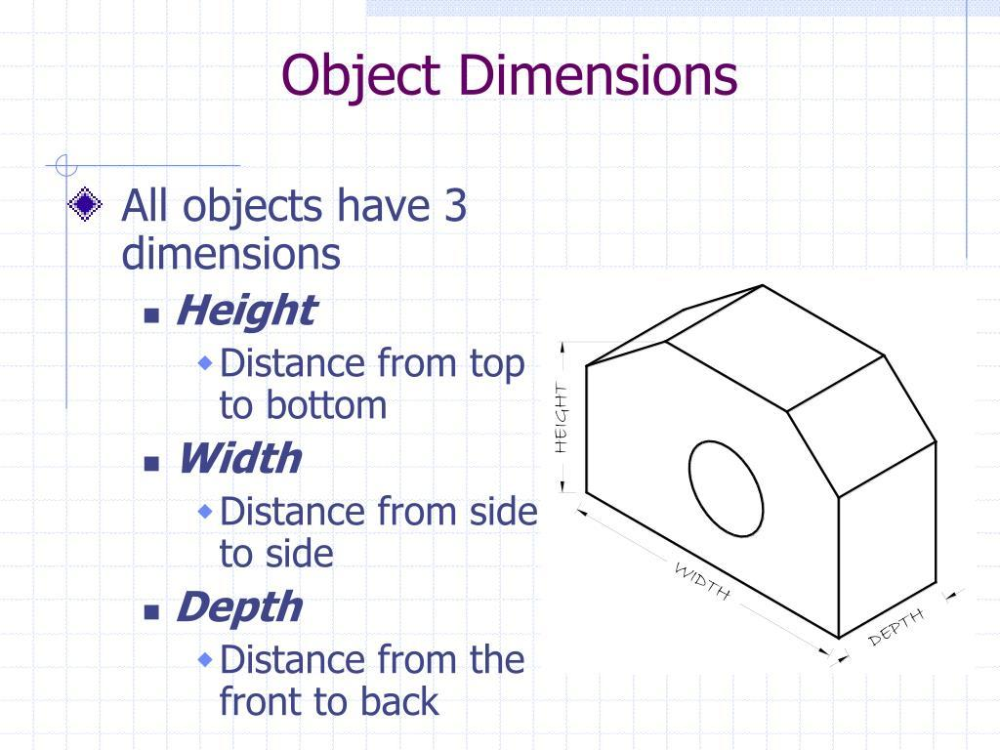 Object Dimensions
All objects have 3
dimensions
Height
Distance from top
to bottom
Width
Distance from side
to side
Depth
Distance from the
front to back
HEIGHT
WIDTH
DEPTH